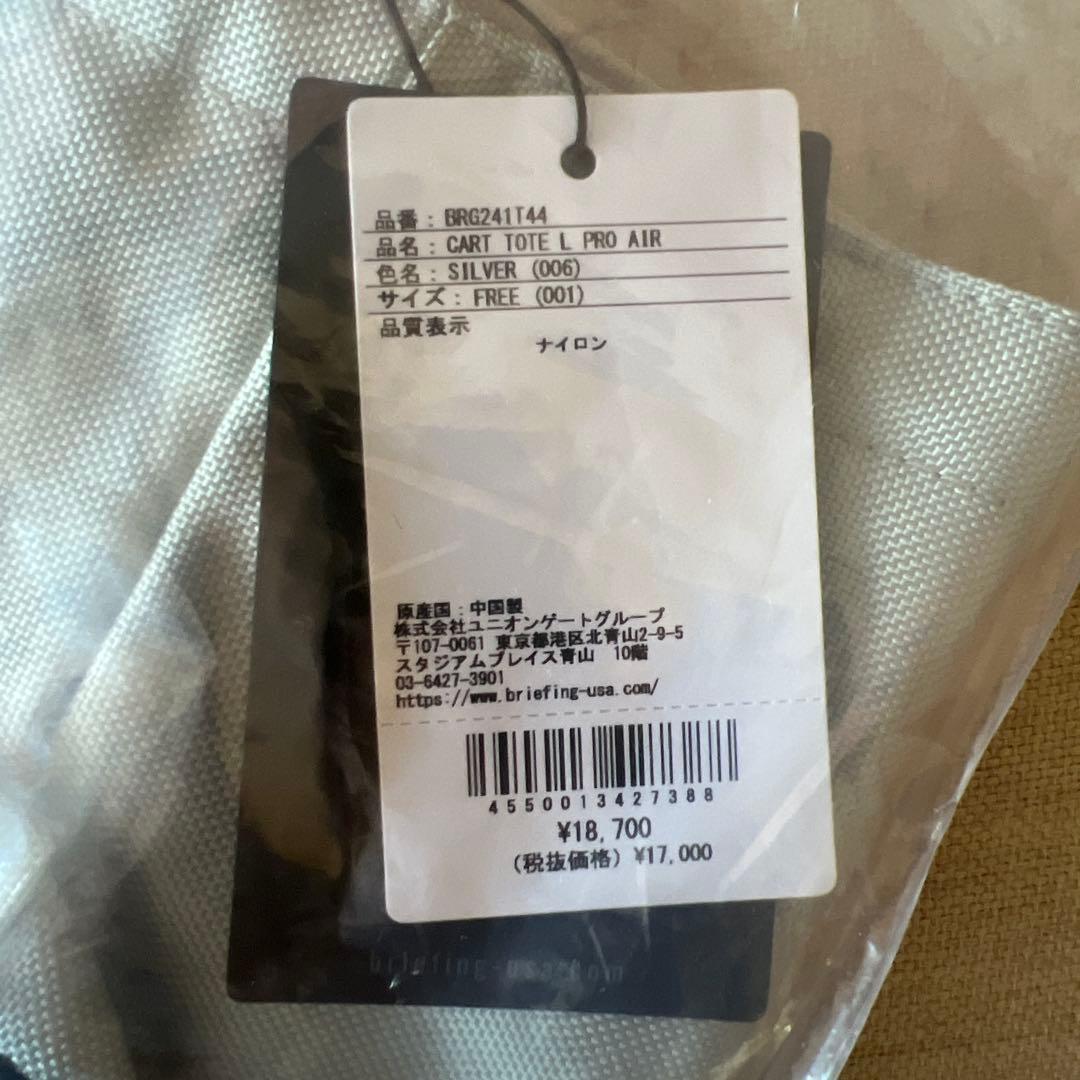 品番：BRG241T44
品名：CART TOTE L PRO AIR
色名：SILVER (006)
サイズ：FREE (001)
品質表示
ナイロン
原産国：中国製
株式会社ユニオンゲートグループ
〒107-0061 東京都港区北青山2-9-5
スタジアムプレイス青山　10階
03-6427-3901
https://www.briefing-usa.com/
4550013427388
¥18,700
(税抜価格) ¥17,000
briefing-usa.com